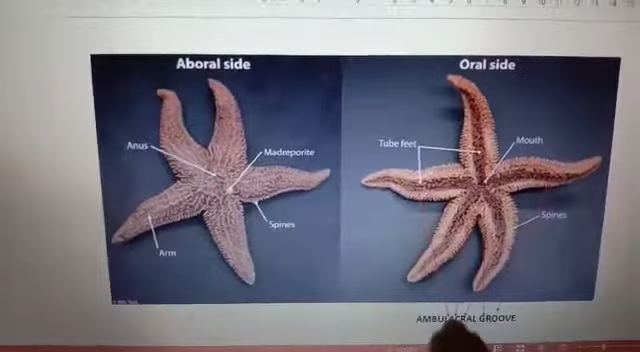 Aboral side
Anus
Madreporite
Spines
Arm
Oral side
Tube feet
Mouth
Spines
AMBULACRAL GROOVE